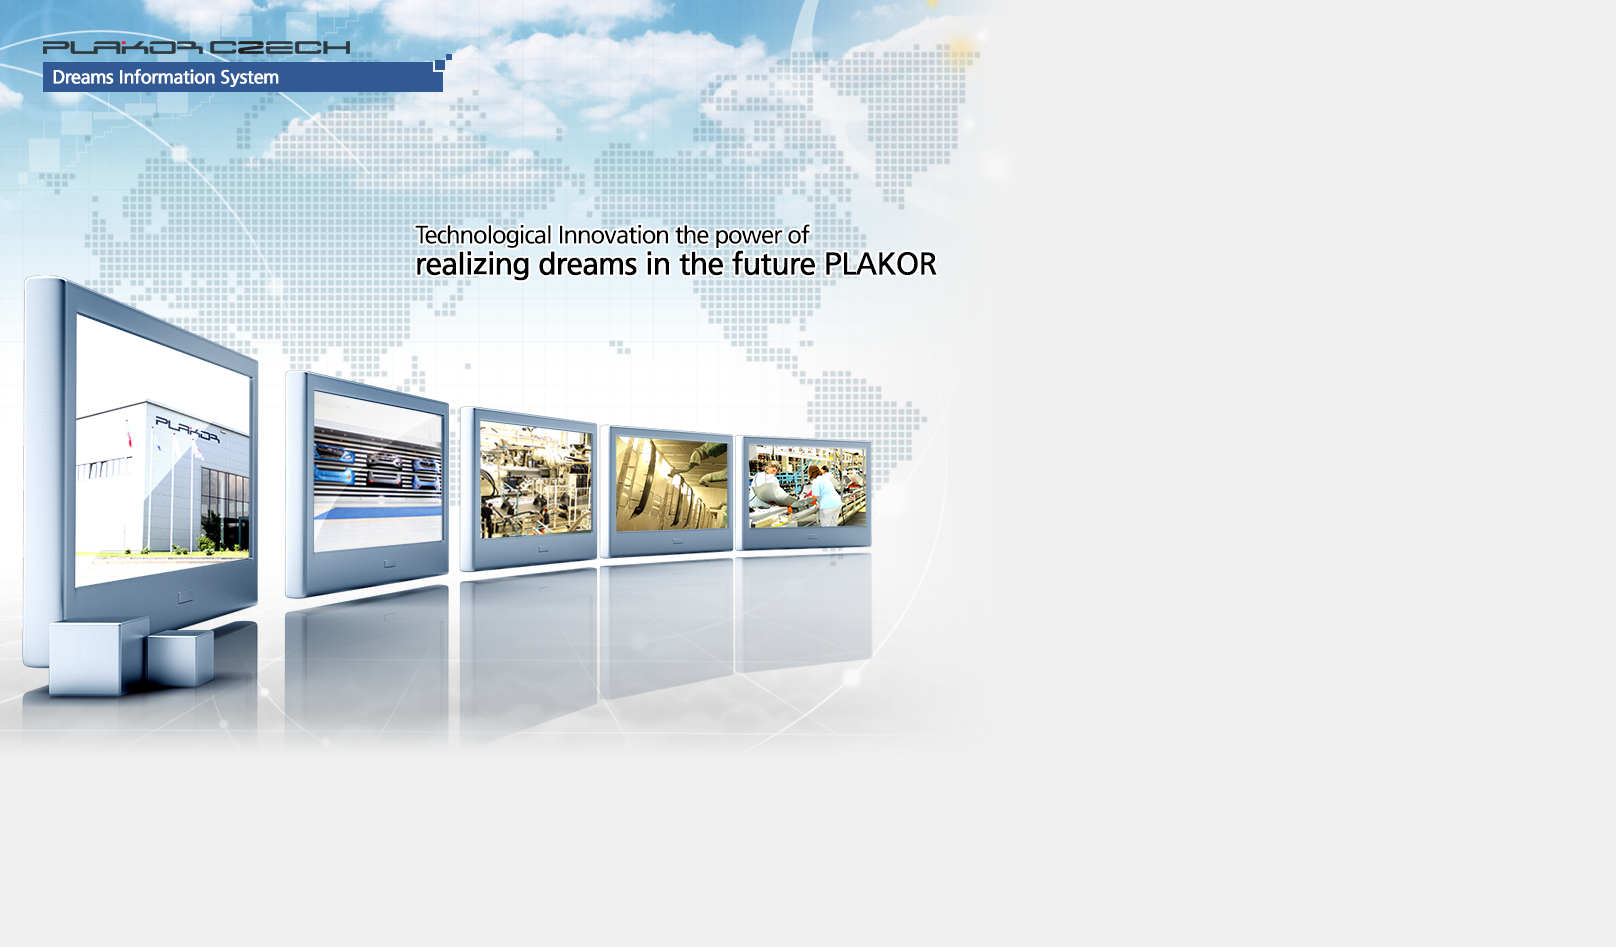 PLAKOR CZECH
Dreams Information System
Technological Innovation the power of
realizing dreams in the future PLAKOR
PLAKOR